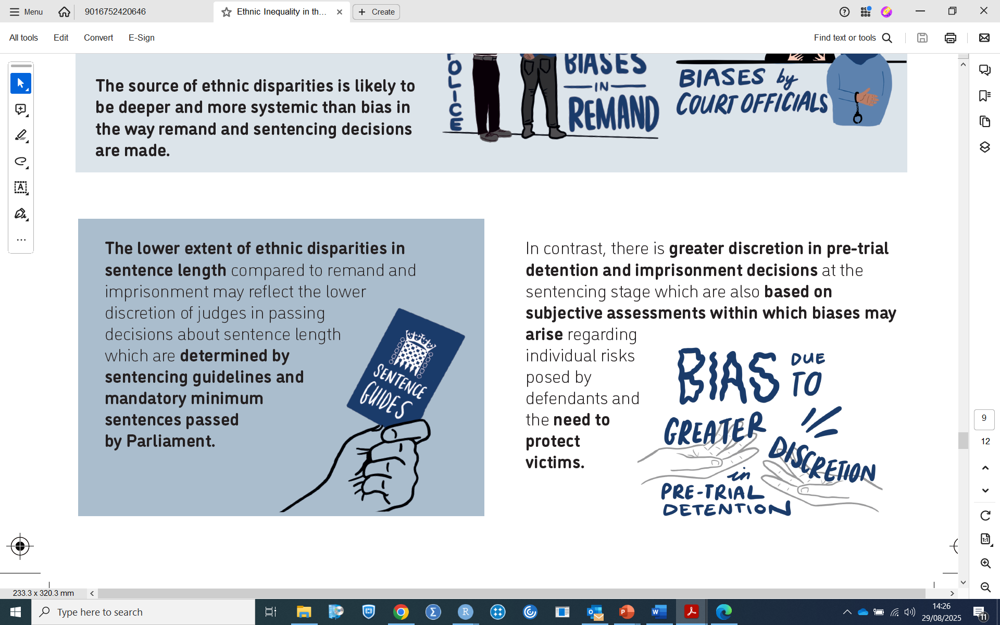 Menu
9016752420646
Ethnic Inequality in th...
Create
All tools
Edit
Convert
E-Sign
Find text or tools
The source of ethnic disparities is likely to
be deeper and more systemic than bias in
the way remand and sentencing decisions
are made.
POLICE
BIASES
IN
REMAND
BIASES by
COURT OFFICIALS
The lower extent of ethnic disparities in
sentence length compared to remand and
imprisonment may reflect the lower
discretion of judges in passing
decisions about sentence length
which are determined by
sentencing guidelines and
mandatory minimum
sentences passed
by Parliament.
SENTENCE
GUIDES
In contrast, there is greater discretion in pre-trial
detention and imprisonment decisions at the
sentencing stage which are also based on
subjective assessments within which biases may
arise regarding
individual risks
posed by
defendants and
the need to
protect
victims.
BIAS DUE
TO
GREATER
DISCRETION
in
PRE-TRIAL
DETENTION
9
12
1:1
233.3 x 320.3 mm
Type here to search
14:26
29/08/2025
11